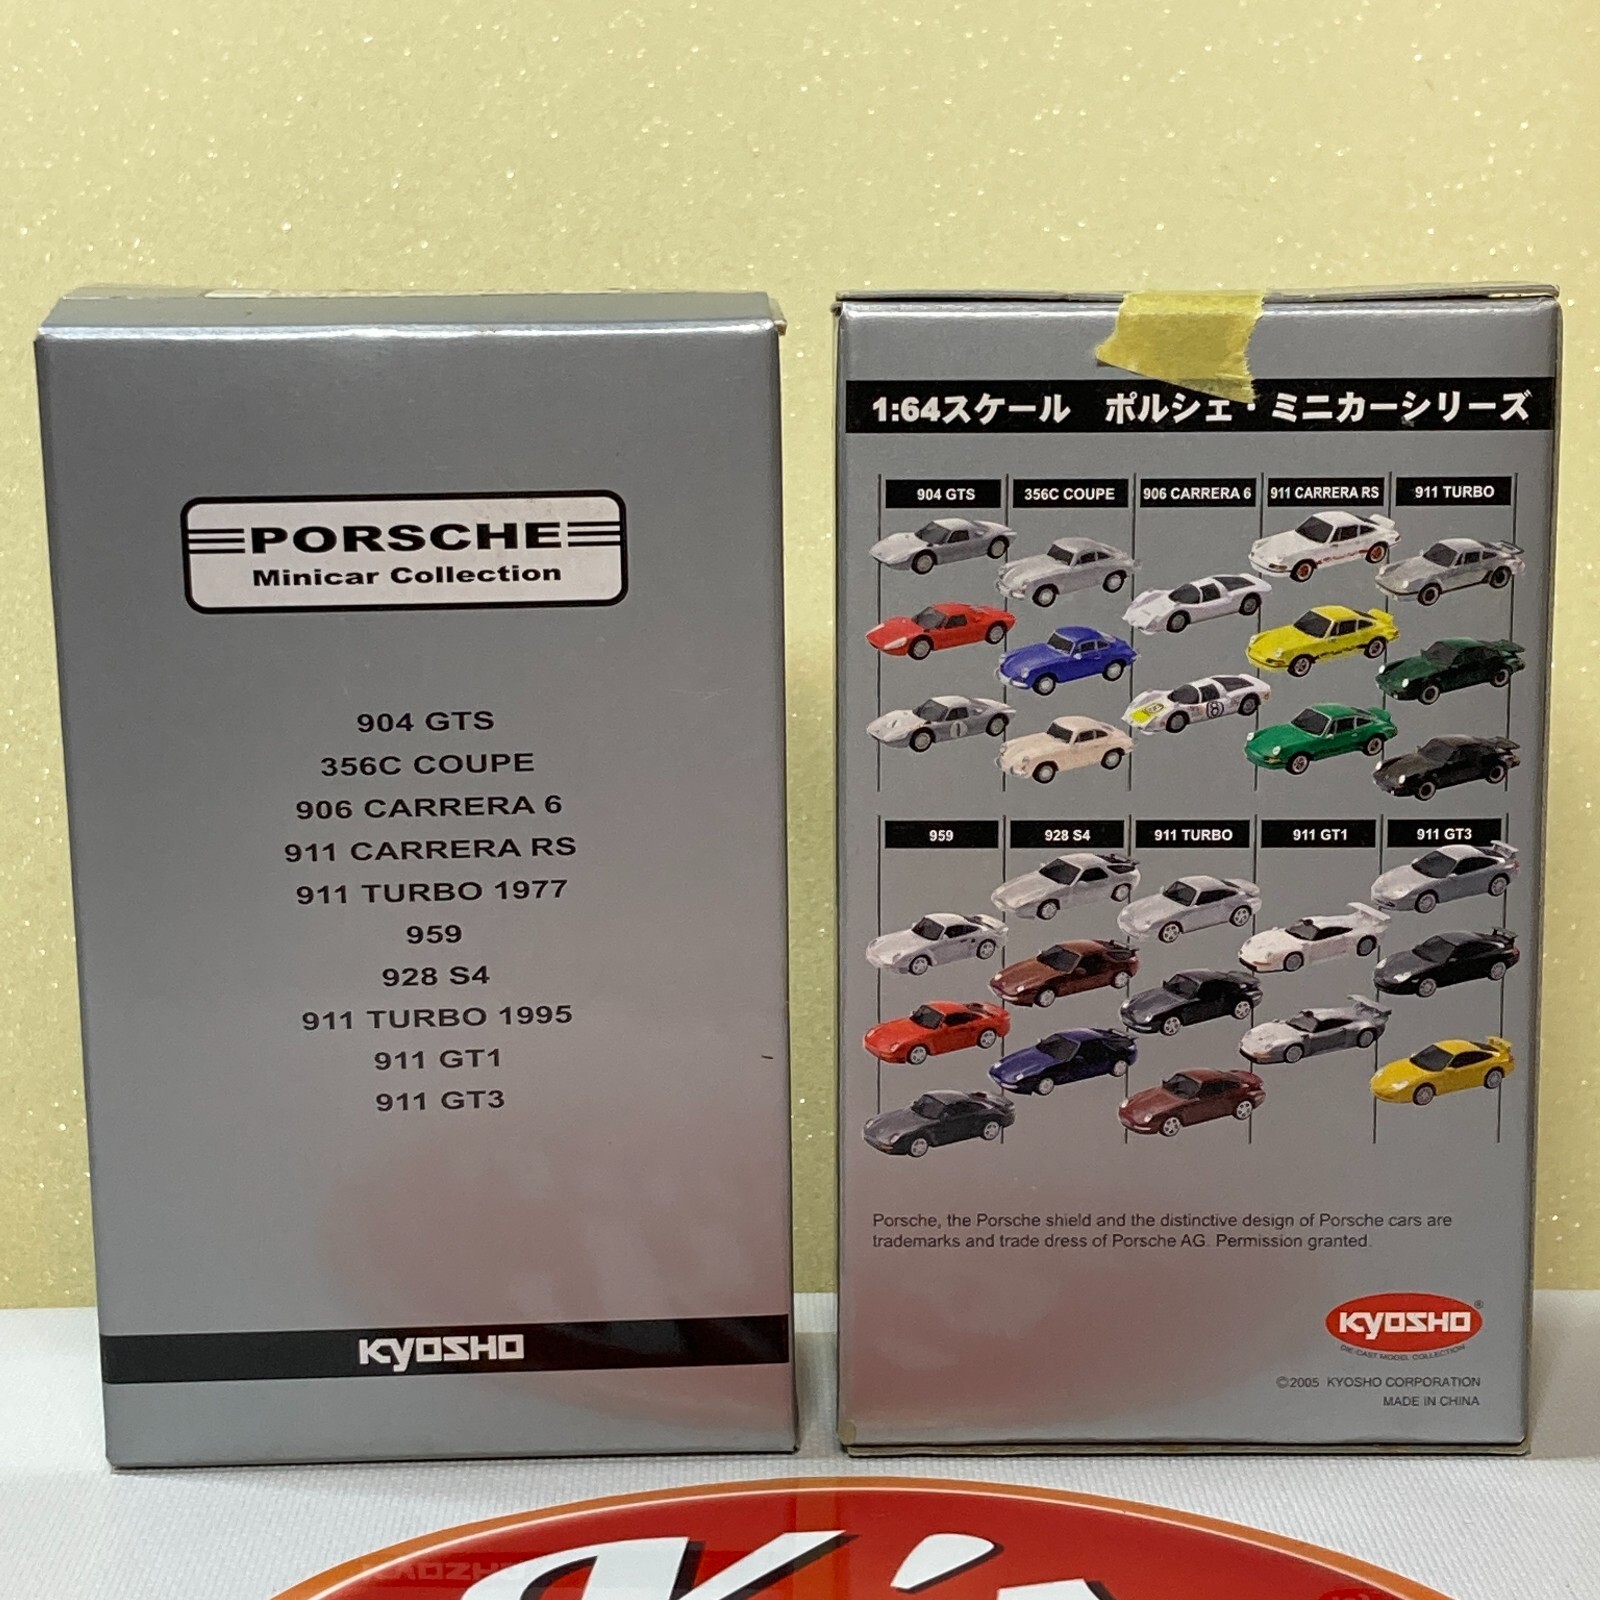 PORSCHE
Minicar Collection
904 GTS
356C COUPE
906 CARRERA 6
911 CARRERA RS
911 TURBO 1977
959
928 S4
911 TURBO 1995
911 GT1
911 GT3
KYOSHO
1:64スケール ポルシェ・ミニカーシリーズ
904 GTS 356C COUPE 906 CARRERA 6 911 CARRERA RS 911 TURBO
959 928 S4 911 TURBO 911 GT1 911 GT3
Porsche, the Porsche shield and the distinctive design of Porsche cars are
trademarks and trade dress of Porsche AG. Permission granted.
KYOSHO®
DIE-CAST MODEL COLLECTION
©2005 KYOSHO CORPORATION
MADE IN CHINA